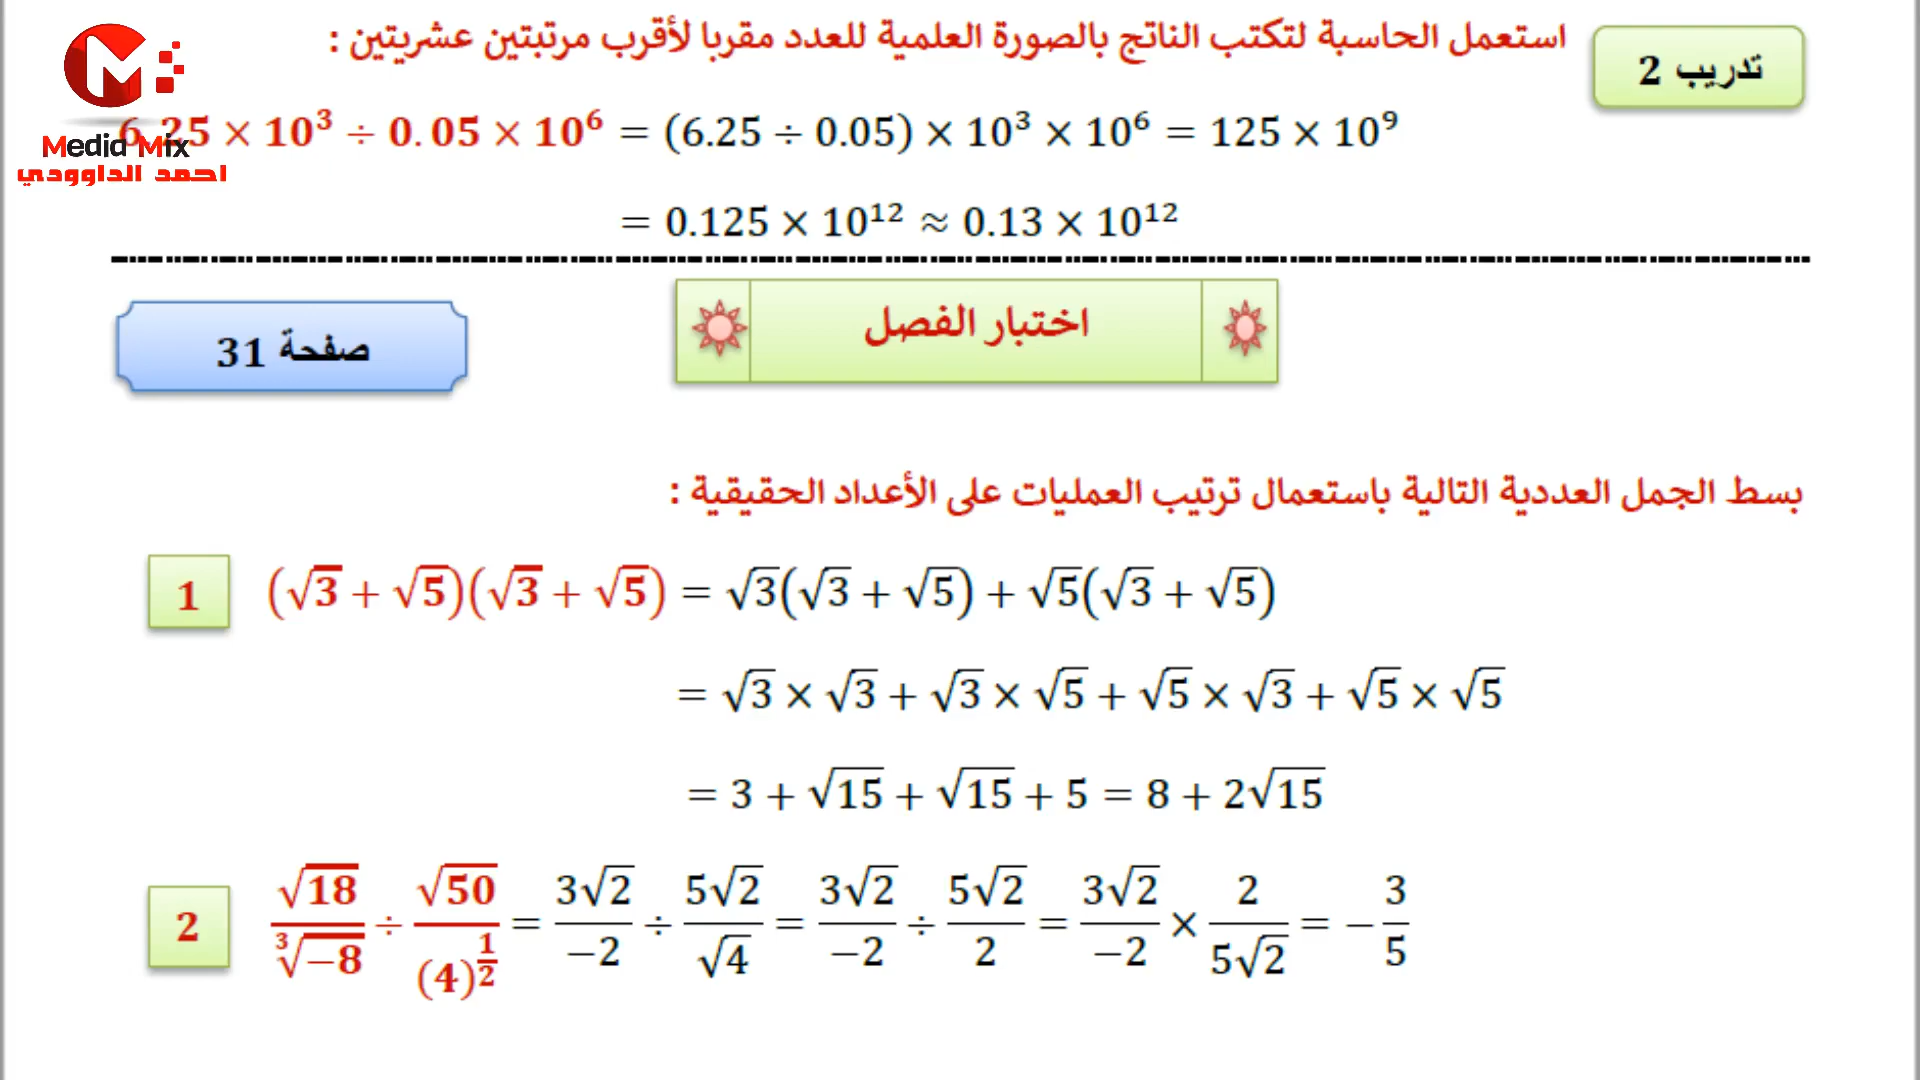 Media Mix
احمد الداوودي
تدريب 2
استعمل الحاسبة لتكتب الناتج بالصورة العلمية للعدد مقربا لأقرب مرتبتين عشريتين :
6.25 × 10³ ÷ 0.05 × 10⁶ = (6.25 ÷ 0.05) × 10³ × 10⁶ = 125 × 10⁹
= 0.125 × 10¹² ≈ 0.13 × 10¹²
اختبار الفصل
صفحة 31
بسط الجمل العددية التالية باستعمال ترتيب العمليات على الأعداد الحقيقية :
1 (√3 + √5)(√3 + √5) = √3(√3 + √5) + √5(√3 + √5)
= √3 × √3 + √3 × √5 + √5 × √3 + √5 × √5
= 3 + √15 + √15 + 5 = 8 + 2√15
2 √18/∛−8 ÷ √50/(4)^(1/2) = 3√2/−2 ÷ 5√2/√4 = 3√2/−2 ÷ 5√2/2 = 3√2/−2 × 2/5√2 = −3/5